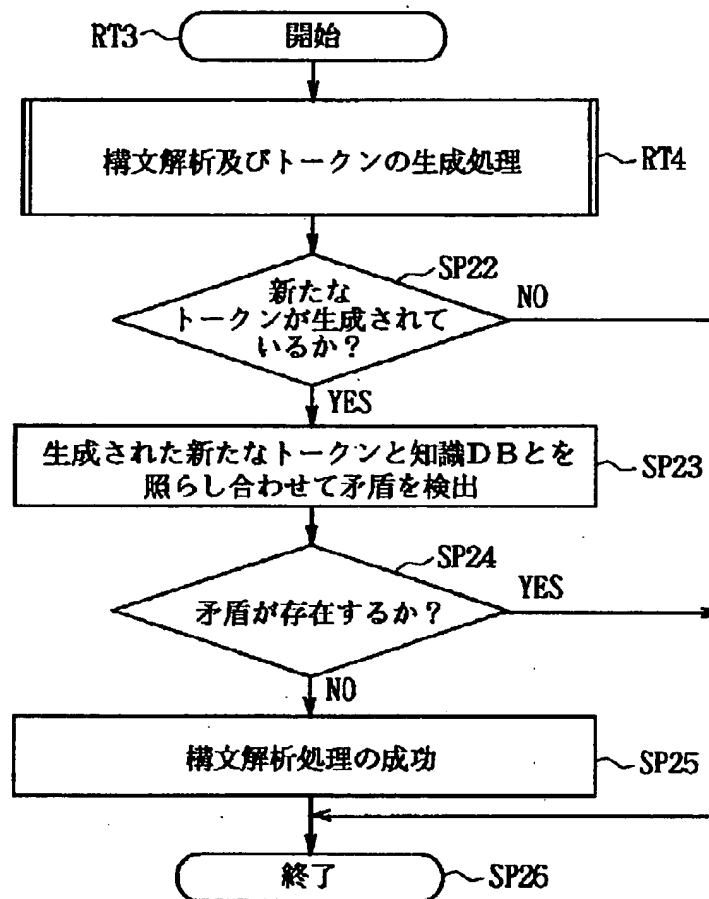 RT3
開始
構文解析及びトークンの生成処理
RT4
SP22
新たな
トークンが生成されて
いるか？
NO
YES
生成された新たなトークンと知識ＤＢとを
照らし合わせて矛盾を検出
SP23
SP24
矛盾が存在するか？
YES
NO
構文解析処理の成功
SP25
終了
SP26